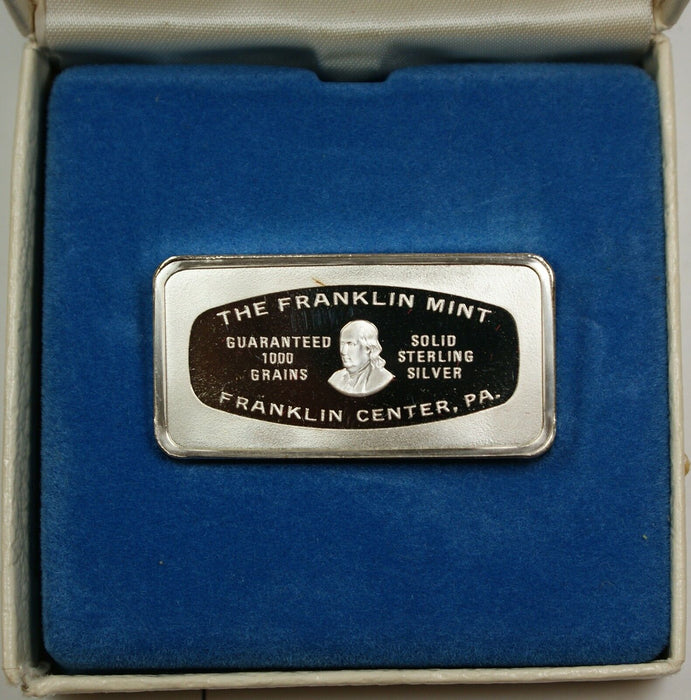 THE FRANKLIN MINT
GUARANTEED
1000
GRAINS
SOLID
STERLING
SILVER
FRANKLIN CENTER, PA.